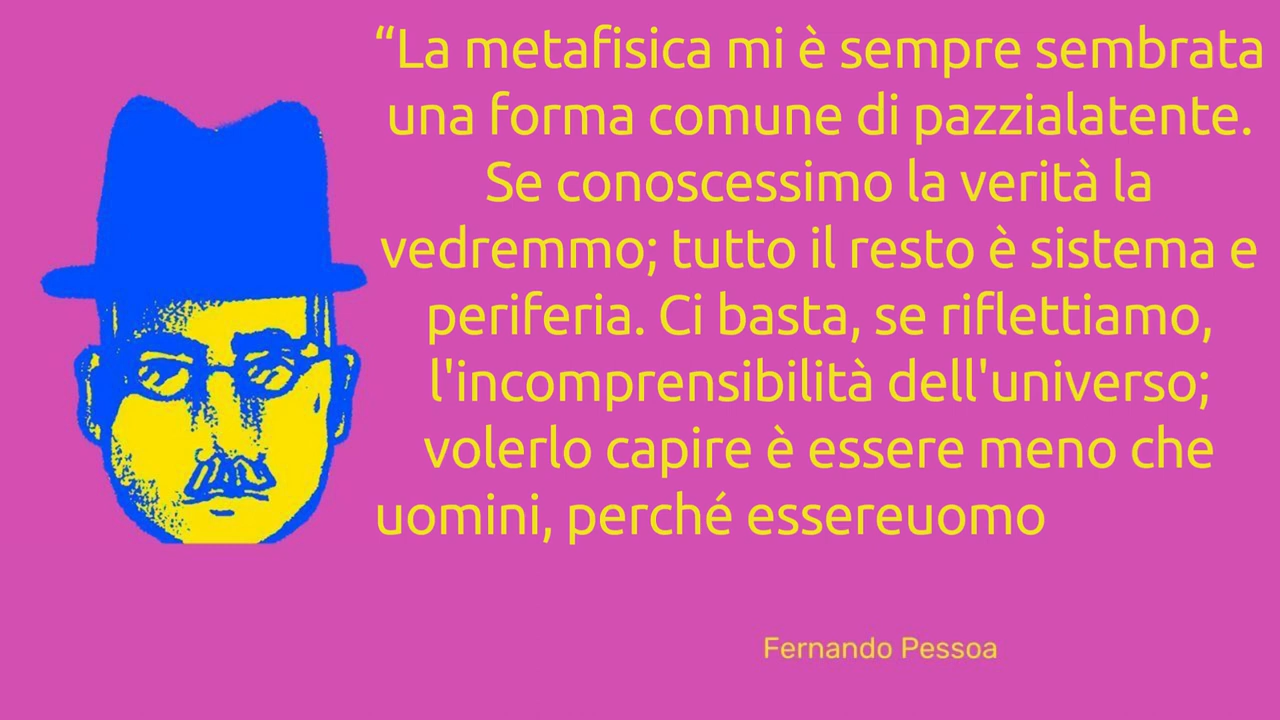 “La metafisica mi è sempre sembrata
una forma comune di pazzialatente.
Se conoscessimo la verità la
vedremmo; tutto il resto è sistema e
periferia. Ci basta, se riflettiamo,
l'incomprensibilità dell'universo;
volerlo capire è essere meno che
uomini, perché essereuomo
Fernando Pessoa